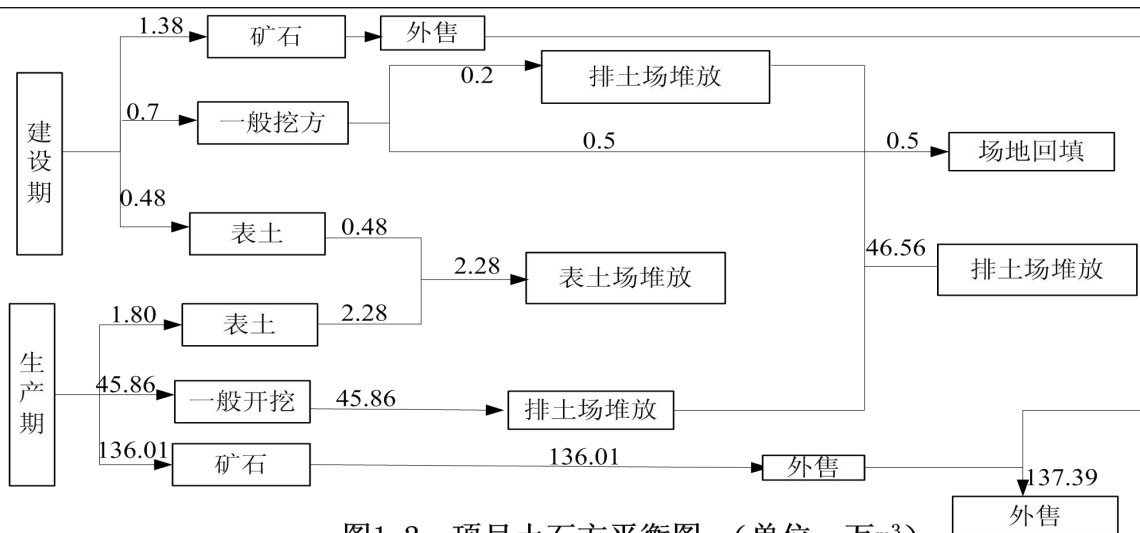 1.38
矿石
外售
建设期
0.7
一般挖方
0.2
排土场堆放
0.5
0.5
场地回填
0.48
表土
0.48
2.28
表土场堆放
46.56
排土场堆放
生产期
1.80
表土
2.28
45.86
一般开挖
45.86
排土场堆放
136.01
矿石
136.01
外售
137.39
外售